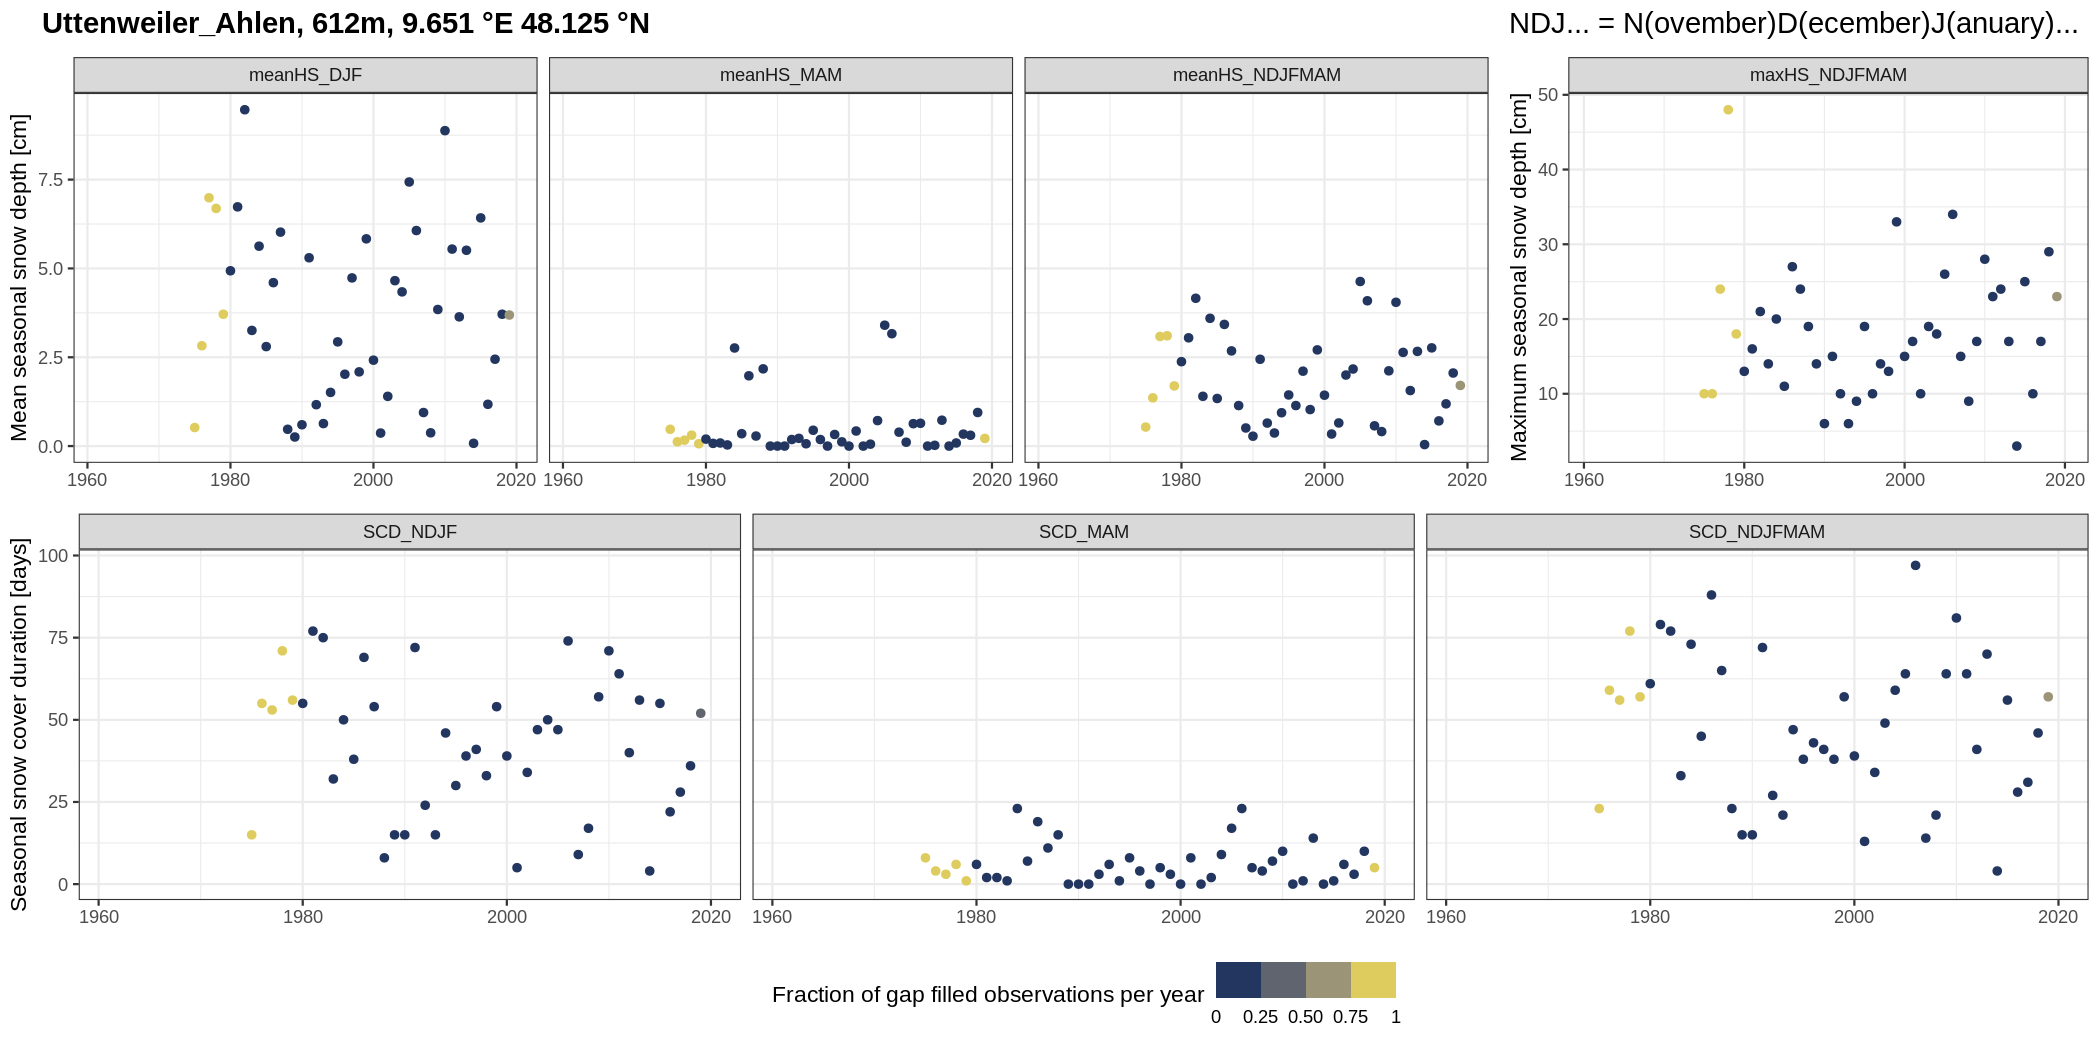 Uttenweiler_Ahlen, 612m, 9.651 °E 48.125 °N
NDJ... = N(ovember)D(ecember)J(anuary)...
meanHS_DJF
meanHS_MAM
meanHS_NDJFMAM
maxHS_NDJFMAM
Mean seasonal snow depth [cm]
7.5
5.0
2.5
0.0
1960 1980 2000 2020
1960 1980 2000 2020
1960 1980 2000 2020
Maximum seasonal snow depth [cm]
50
40
30
20
10
1960 1980 2000 2020
SCD_NDJF
SCD_MAM
SCD_NDJFMAM
Seasonal snow cover duration [days]
100
75
50
25
0
1960 1980 2000 2020
1960 1980 2000 2020
1960 1980 2000 2020
Fraction of gap filled observations per year
0 0.25 0.50 0.75 1